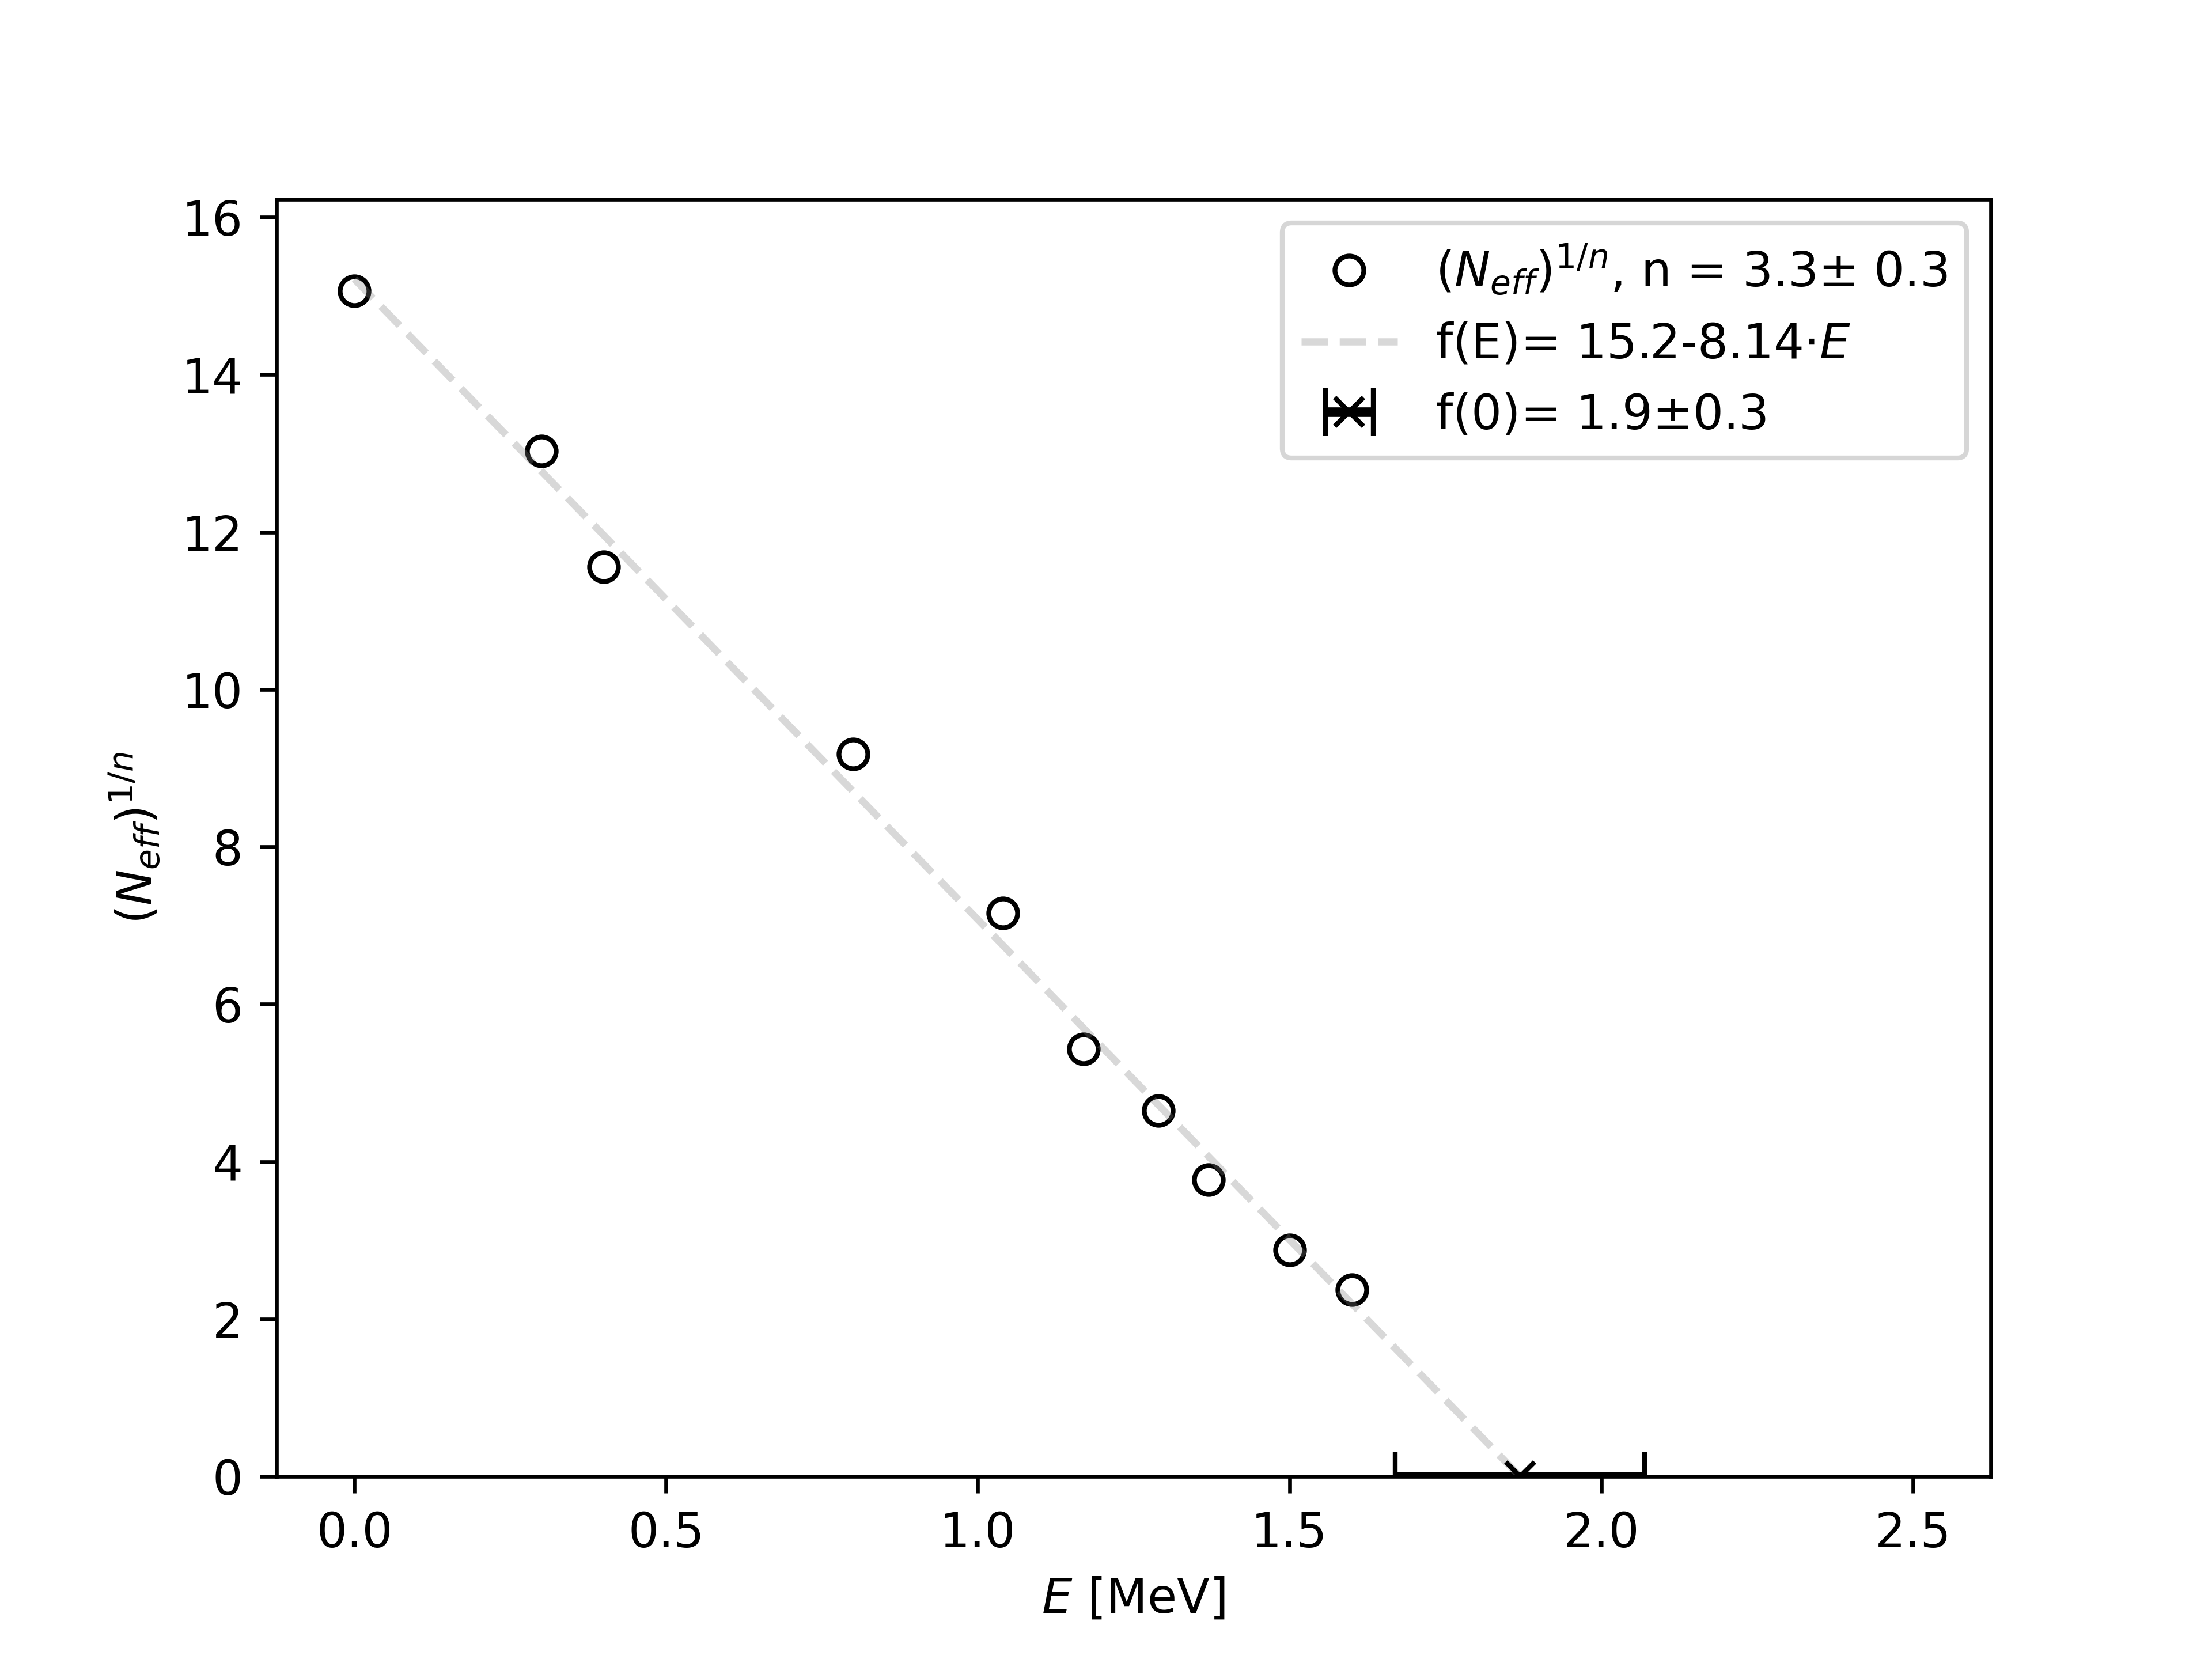 16
14
12
10
8
6
4
2
0
(N_eff)^1/n
(N_eff)^1/n, n = 3.3± 0.3
f(E)= 15.2-8.14·E
f(0)= 1.9±0.3
0.0 0.5 1.0 1.5 2.0 2.5
E [MeV]